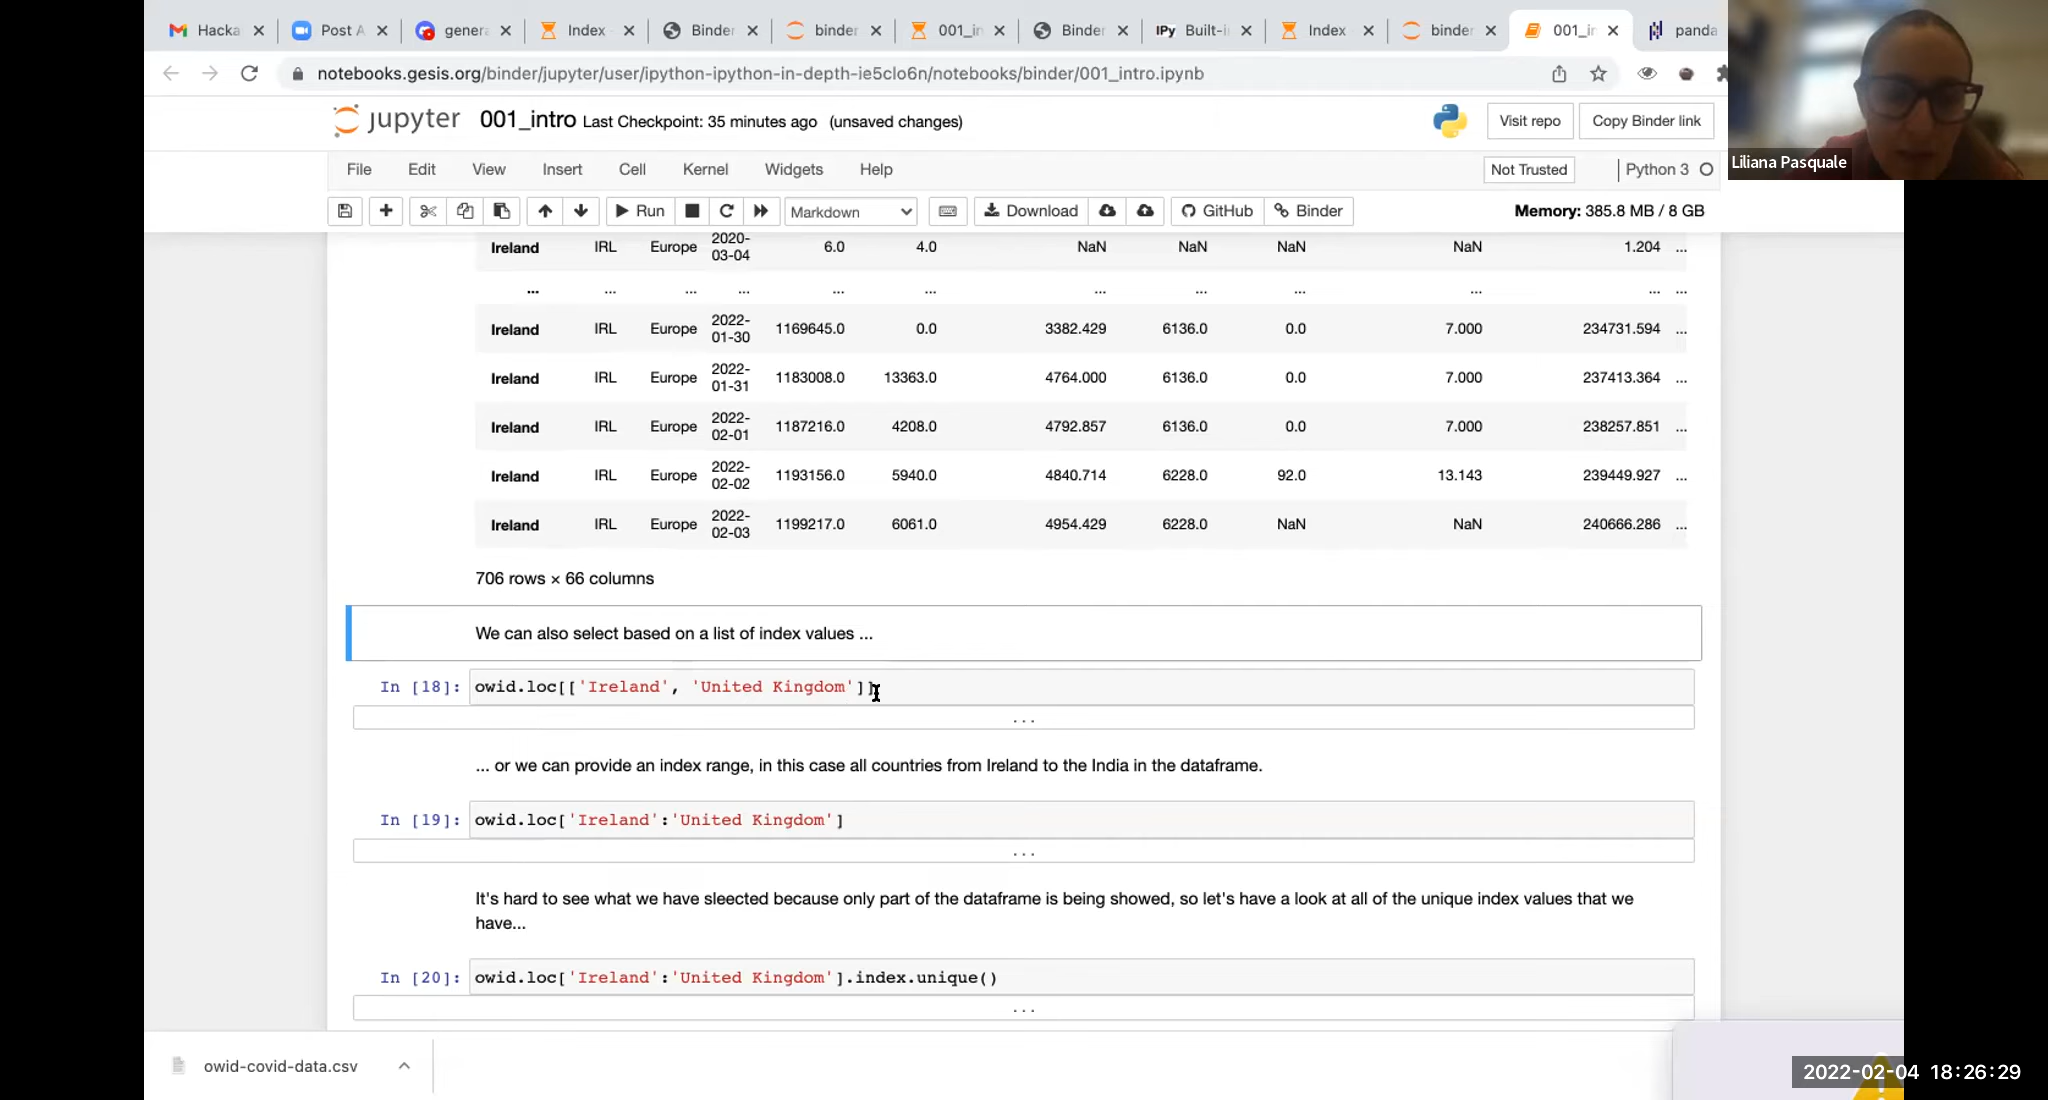 Hacka
Post A
genera
Index
Binder
binder
001_in
Binder
IPy Built-i
Index
binder
001_in
panda
notebooks.gesis.org/binder/jupyter/user/ipython-ipython-in-depth-ie5clo6n/notebooks/binder/001_intro.ipynb
Liliana Pasquale
jupyter 001_intro Last Checkpoint: 35 minutes ago (unsaved changes)
Visit repo
Copy Binder link
File Edit View Insert Cell Kernel Widgets Help
Not Trusted
Python 3
Run
Markdown
Download
GitHub
Binder
Memory: 385.8 MB / 8 GB
Ireland IRL Europe 2020-03-04 6.0 4.0 NaN NaN NaN NaN 1.204 ...
... ... ... ... ... ... ... ... ... ... ... ...
Ireland IRL Europe 2022-01-30 1169645.0 0.0 3382.429 6136.0 0.0 7.000 234731.594 ...
Ireland IRL Europe 2022-01-31 1183008.0 13363.0 4764.000 6136.0 0.0 7.000 237413.364 ...
Ireland IRL Europe 2022-02-01 1187216.0 4208.0 4792.857 6136.0 0.0 7.000 238257.851 ...
Ireland IRL Europe 2022-02-02 1193156.0 5940.0 4840.714 6228.0 92.0 13.143 239449.927 ...
Ireland IRL Europe 2022-02-03 1199217.0 6061.0 4954.429 6228.0 NaN NaN 240666.286 ...
706 rows × 66 columns
We can also select based on a list of index values ...
In [18]: owid.loc[['Ireland', 'United Kingdom']]
...
... or we can provide an index range, in this case all countries from Ireland to the India in the dataframe.
In [19]: owid.loc['Ireland':'United Kingdom']
...
It's hard to see what we have sleected because only part of the dataframe is being showed, so let's have a look at all of the unique index values that we
have...
In [20]: owid.loc['Ireland':'United Kingdom'].index.unique()
...
owid-covid-data.csv
2022-02-04 18:26:29